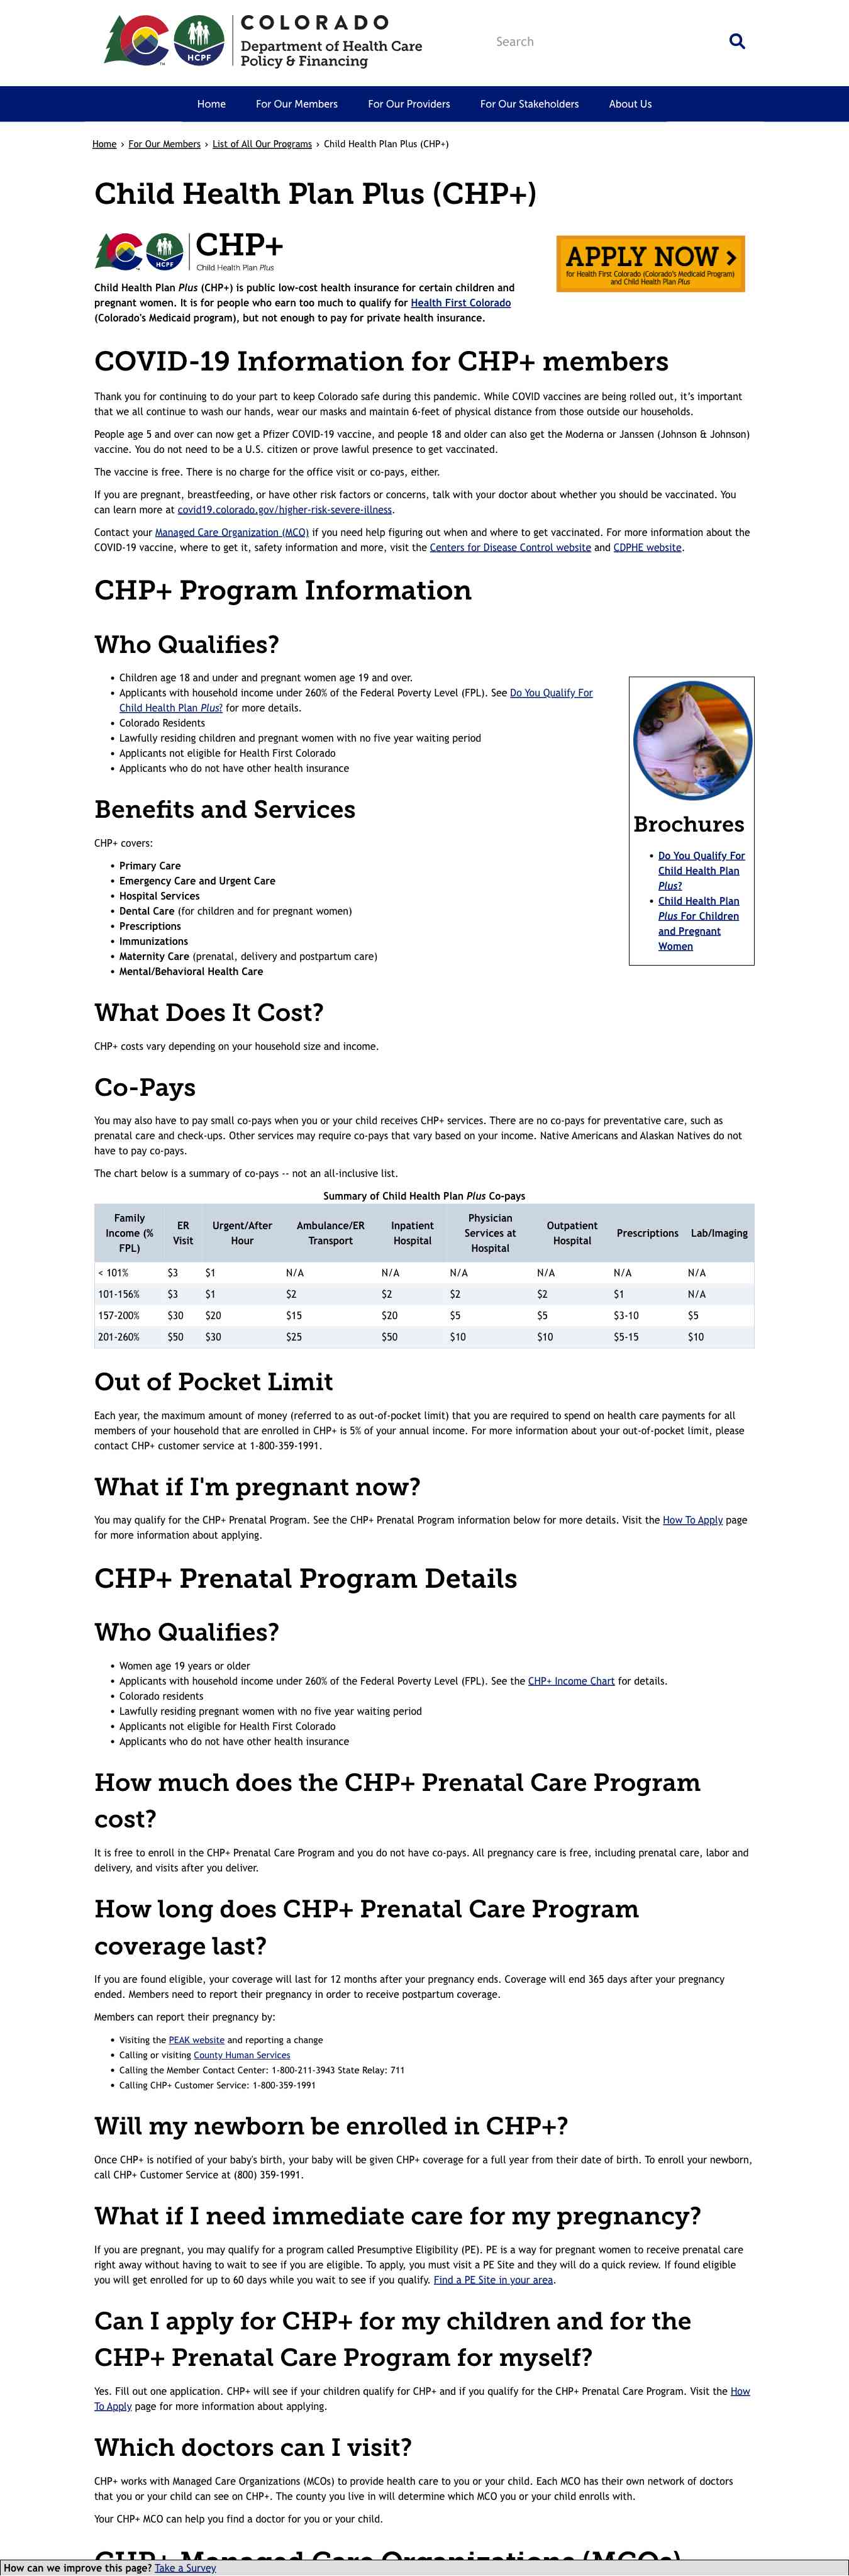 COLORADO
Department of Health Care
Policy & Financing
HCPF
TM
Search
Home
For Our Members
For Our Providers
For Our Stakeholders
About Us
Home › For Our Members › List of All Our Programs › Child Health Plan Plus (CHP+)
Child Health Plan Plus (CHP+)
HCPF
CHP+
Child Health Plan Plus
APPLY NOW
for Health First Colorado (Colorado's Medicaid Program)
and Child Health Plan Plus
Child Health Plan Plus (CHP+) is public low-cost health insurance for certain children and
pregnant women. It is for people who earn too much to qualify for Health First Colorado
(Colorado's Medicaid program), but not enough to pay for private health insurance.
COVID-19 Information for CHP+ members
Thank you for continuing to do your part to keep Colorado safe during this pandemic. While COVID vaccines are being rolled out, it's important
that we all continue to wash our hands, wear our masks and maintain 6-feet of physical distance from those outside our households.
People age 5 and over can now get a Pfizer COVID-19 vaccine, and people 18 and older can also get the Moderna or Janssen (Johnson & Johnson)
vaccine. You do not need to be a U.S. citizen or prove lawful presence to get vaccinated.
The vaccine is free. There is no charge for the office visit or co-pays, either.
If you are pregnant, breastfeeding, or have other risk factors or concerns, talk with your doctor about whether you should be vaccinated. You
can learn more at covid19.colorado.gov/higher-risk-severe-illness.
Contact your Managed Care Organization (MCO) if you need help figuring out when and where to get vaccinated. For more information about the
COVID-19 vaccine, where to get it, safety information and more, visit the Centers for Disease Control website and CDPHE website.
CHP+ Program Information
Who Qualifies?
• Children age 18 and under and pregnant women age 19 and over.
• Applicants with household income under 260% of the Federal Poverty Level (FPL). See Do You Qualify For
Child Health Plan Plus? for more details.
• Colorado Residents
• Lawfully residing children and pregnant women with no five year waiting period
• Applicants not eligible for Health First Colorado
• Applicants who do not have other health insurance
Brochures
• Do You Qualify For
Child Health Plan
Plus?
• Child Health Plan
Plus For Children
and Pregnant
Women
Benefits and Services
CHP+ covers:
• Primary Care
• Emergency Care and Urgent Care
• Hospital Services
• Dental Care (for children and for pregnant women)
• Prescriptions
• Immunizations
• Maternity Care (prenatal, delivery and postpartum care)
• Mental/Behavioral Health Care
What Does It Cost?
CHP+ costs vary depending on your household size and income.
Co-Pays
You may also have to pay small co-pays when you or your child receives CHP+ services. There are no co-pays for preventative care, such as
prenatal care and check-ups. Other services may require co-pays that vary based on your income. Native Americans and Alaskan Natives do not
have to pay co-pays.
The chart below is a summary of co-pays -- not an all-inclusive list.
Summary of Child Health Plan Plus Co-pays
Family Income (% FPL) ER Visit Urgent/After Hour Ambulance/ER Transport Inpatient Hospital Physician Services at Hospital Outpatient Hospital Prescriptions Lab/Imaging
< 101% $3 $1 N/A N/A N/A N/A N/A N/A
101-156% $3 $1 $2 $2 $2 $2 $1 N/A
157-200% $30 $20 $15 $20 $5 $5 $3-10 $5
201-260% $50 $30 $25 $50 $10 $10 $5-15 $10
Out of Pocket Limit
Each year, the maximum amount of money (referred to as out-of-pocket limit) that you are required to spend on health care payments for all
members of your household that are enrolled in CHP+ is 5% of your annual income. For more information about your out-of-pocket limit, please
contact CHP+ customer service at 1-800-359-1991.
What if I'm pregnant now?
You may qualify for the CHP+ Prenatal Program. See the CHP+ Prenatal Program information below for more details. Visit the How To Apply page
for more information about applying.
CHP+ Prenatal Program Details
Who Qualifies?
• Women age 19 years or older
• Applicants with household income under 260% of the Federal Poverty Level (FPL). See the CHP+ Income Chart for details.
• Colorado residents
• Lawfully residing pregnant women with no five year waiting period
• Applicants not eligible for Health First Colorado
• Applicants who do not have other health insurance
How much does the CHP+ Prenatal Care Program
cost?
It is free to enroll in the CHP+ Prenatal Care Program and you do not have co-pays. All pregnancy care is free, including prenatal care, labor and
delivery, and visits after you deliver.
How long does CHP+ Prenatal Care Program
coverage last?
If you are found eligible, your coverage will last for 12 months after your pregnancy ends. Coverage will end 365 days after your pregnancy
ended. Members need to report their pregnancy in order to receive postpartum coverage.
Members can report their pregnancy by:
• Visiting the PEAK website and reporting a change
• Calling or visiting County Human Services
• Calling the Member Contact Center: 1-800-211-3943 State Relay: 711
• Calling CHP+ Customer Service: 1-800-359-1991
Will my newborn be enrolled in CHP+?
Once CHP+ is notified of your baby's birth, your baby will be given CHP+ coverage for a full year from their date of birth. To enroll your newborn,
call CHP+ Customer Service at (800) 359-1991.
What if I need immediate care for my pregnancy?
If you are pregnant, you may qualify for a program called Presumptive Eligibility (PE). PE is a way for pregnant women to receive prenatal care
right away without having to wait to see if you are eligible. To apply, you must visit a PE Site and they will do a quick review. If found eligible
you will get enrolled for up to 60 days while you wait to see if you qualify. Find a PE Site in your area.
Can I apply for CHP+ for my children and for the
CHP+ Prenatal Care Program for myself?
Yes. Fill out one application. CHP+ will see if your children qualify for CHP+ and if you qualify for the CHP+ Prenatal Care Program. Visit the How
To Apply page for more information about applying.
Which doctors can I visit?
CHP+ works with Managed Care Organizations (MCOs) to provide health care to you or your child. Each MCO has their own network of doctors
that you or your child can see on CHP+. The county you live in will determine which MCO you or your child enrolls with.
Your CHP+ MCO can help you find a doctor for you or your child.
CHP+ Managed Care Organizations (MCOs)
How can we improve this page? Take a Survey